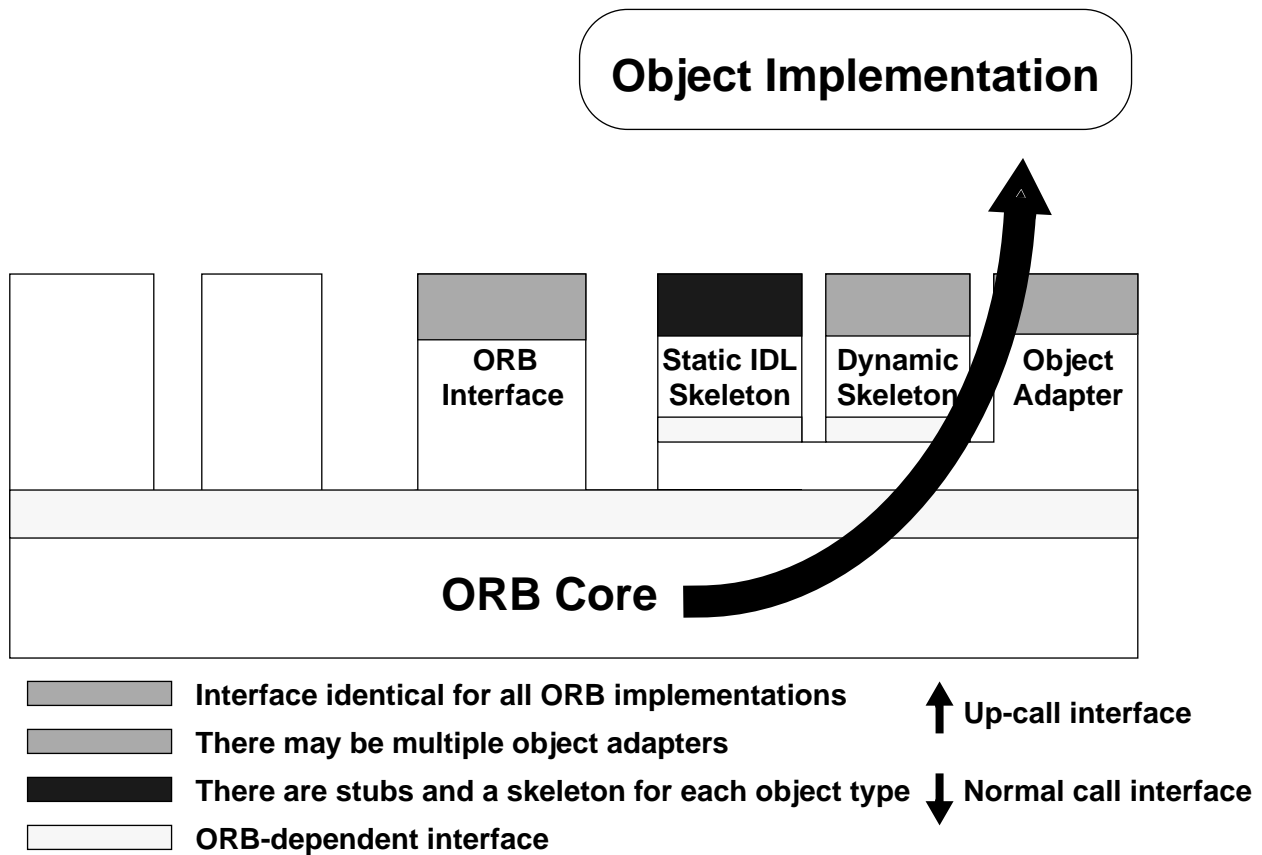 Object Implementation
ORB
Interface
Static IDL
Skeleton
Dynamic
Skeleton
Object
Adapter
ORB Core
Interface identical for all ORB implementations
There may be multiple object adapters
There are stubs and a skeleton for each object type
ORB-dependent interface
Up-call interface
Normal call interface